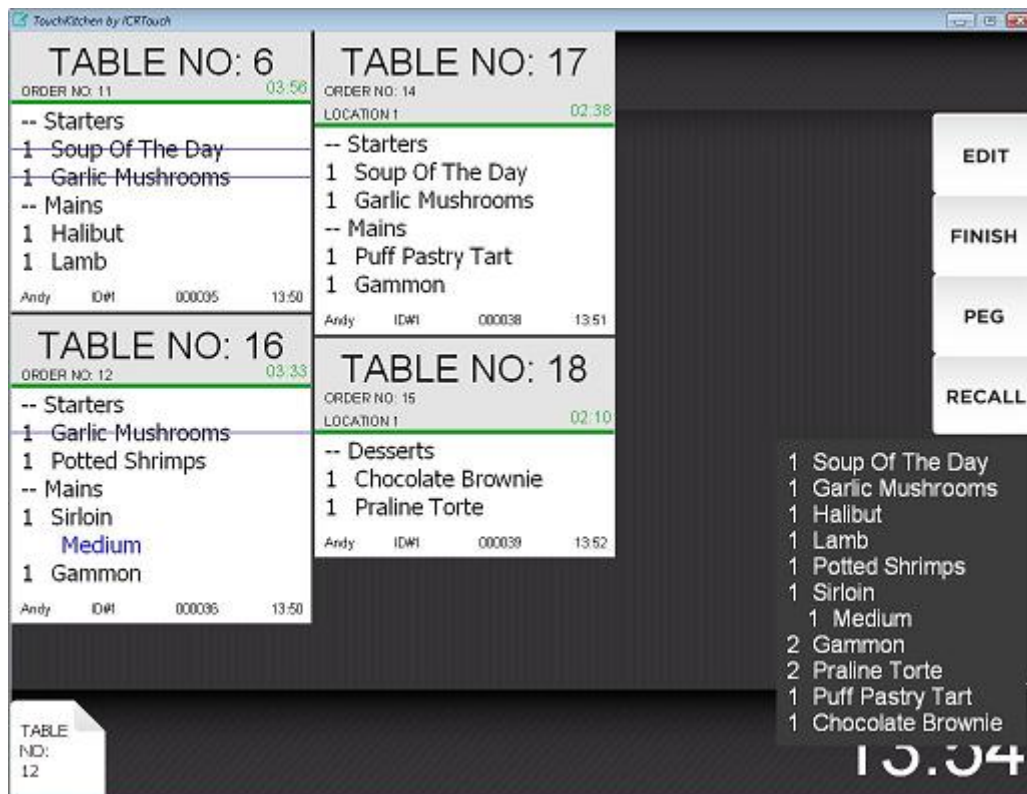 TouchKitchen by ICRTouch
TABLE NO: 6
ORDER NO: 11 03:56
-- Starters
1 Soup Of The Day
1 Garlic Mushrooms
-- Mains
1 Halibut
1 Lamb
Andy ID#1 000035 13:50
TABLE NO: 16
ORDER NO: 12 03:33
-- Starters
1 Garlic Mushrooms
1 Potted Shrimps
-- Mains
1 Sirloin
Medium
1 Gammon
Andy ID#1 000036 13:50
TABLE NO: 17
ORDER NO: 14
LOCATION 1 02:38
-- Starters
1 Soup Of The Day
1 Garlic Mushrooms
-- Mains
1 Puff Pastry Tart
1 Gammon
Andy ID#1 000038 13:51
TABLE NO: 18
ORDER NO: 15
LOCATION 1 02:10
-- Desserts
1 Chocolate Brownie
1 Praline Torte
Andy ID#1 000039 13:52
EDIT
FINISH
PEG
RECALL
1 Soup Of The Day
1 Garlic Mushrooms
1 Halibut
1 Lamb
1 Potted Shrimps
1 Sirloin
1 Medium
2 Gammon
2 Praline Torte
1 Puff Pastry Tart
1 Chocolate Brownie
TABLE
NO:
12
13:54